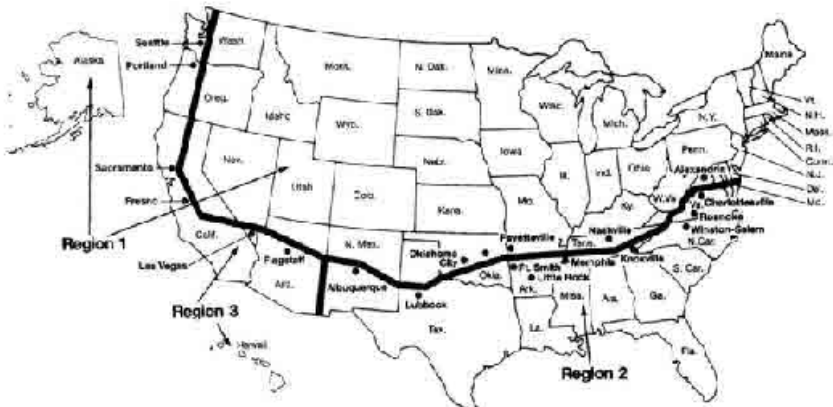 Alaska
Seattle
Wash.
Portland
Oreg.
Mont.
Idaho
N. Dak.
S. Dak.
Wyo.
Minn.
Wisc.
Mich.
Maine
Vt.
N.H.
Mass.
R.I.
Conn.
N.J.
Del.
Md.
N.Y.
Penn.
Iowa
Nebr.
Ill.
Ind.
Ohio
Sacramento
Nev.
Utah
Colo.
Kans.
Mo.
Ky.
W.Va.
Va.
Alexandria
Charlottesville
Roanoke
Winston-Salem
N.Car.
Fresno
Calif.
Region 1
Las Vegas
Flagstaff
Ariz.
N. Mex.
Albuquerque
Oklahoma
City
Okla.
Fayetteville
Ft. Smith
Little Rock
Ark.
Nashville
Tenn.
Memphis
Knoxville
S. Car.
Region 3
Hawaii
Lubbock
Tex.
La.
Miss.
Ala.
Ga.
Fla.
Region 2